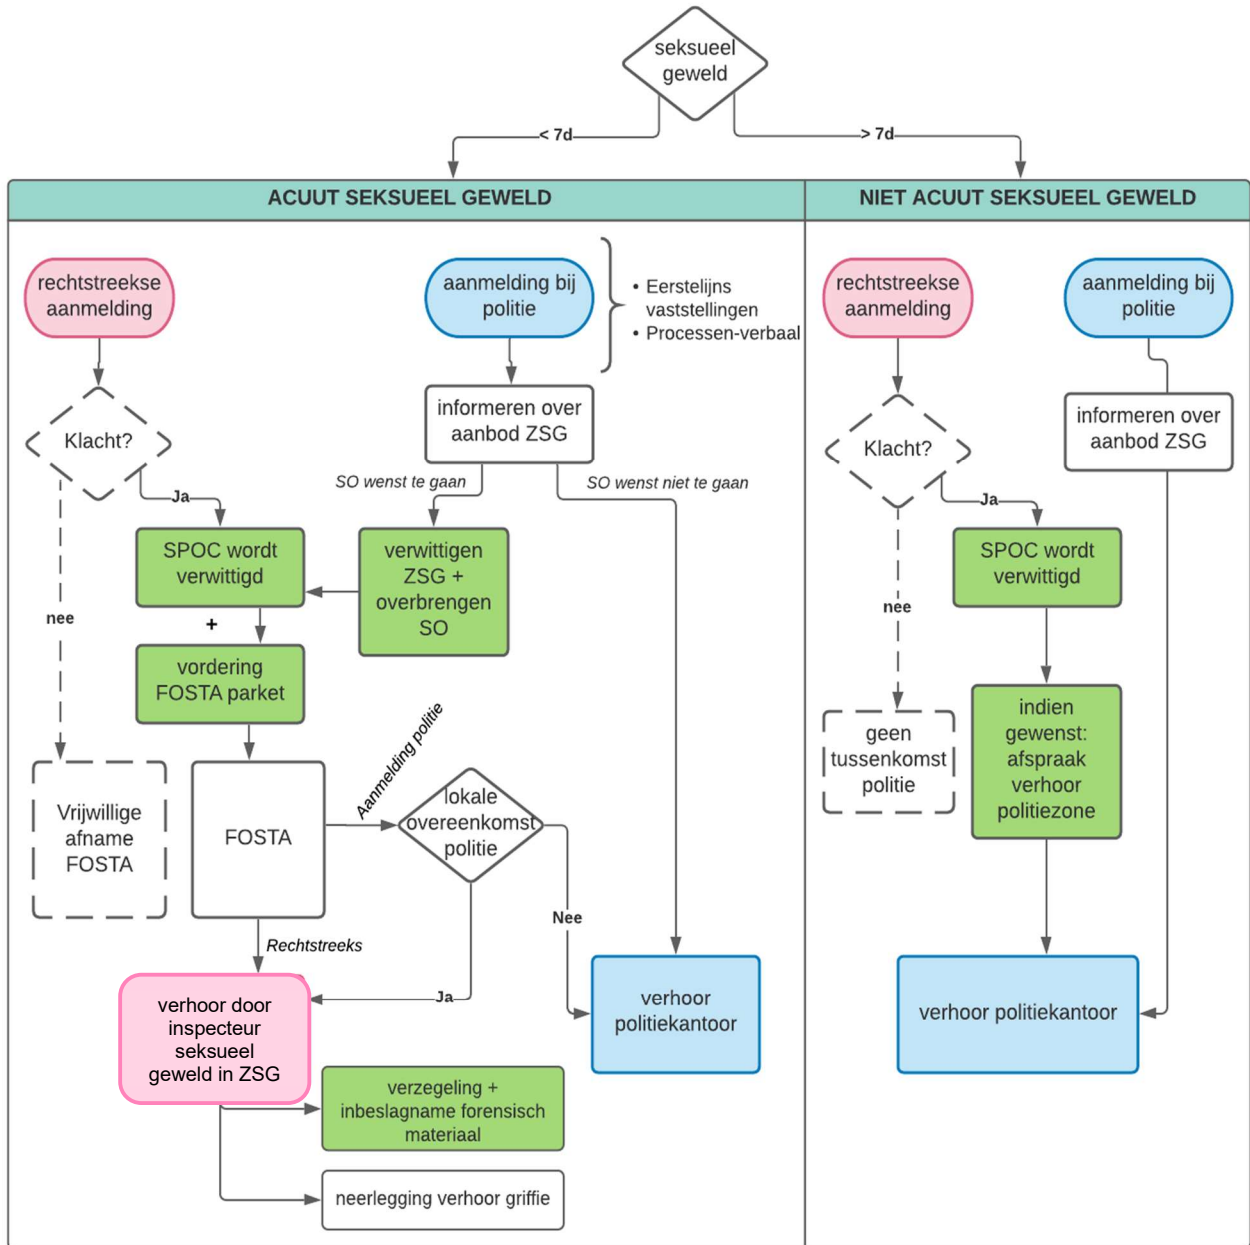 seksueel
geweld
< 7d
> 7d
ACUUT SEKSUEEL GEWELD
NIET ACUUT SEKSUEEL GEWELD
rechtstreekse
aanmelding
aanmelding bij
politie
• Eerstelijns
vaststellingen
• Processen-verbaal
Klacht?
informeren over
aanbod ZSG
Ja
SO wenst te gaan
SO wenst niet te gaan
SPOC wordt
verwittigd
verwittigen
ZSG +
overbrengen
SO
nee
+
vordering
FOSTA parket
Vrijwillige
afname
FOSTA
FOSTA
Aanmelding politie
lokale
overeenkomst
politie
Nee
Rechtstreeks
Ja
verhoor door
inspecteur
seksueel
geweld in ZSG
verhoor
politiekantoor
verzegeling +
inbeslagname forensisch
materiaal
neerlegging verhoor griffie
rechtstreekse
aanmelding
aanmelding bij
politie
Klacht?
informeren over
aanbod ZSG
Ja
SPOC wordt
verwittigd
nee
geen
tussenkomst
politie
indien
gewenst:
afspraak
verhoor
politiezone
verhoor politiekantoor